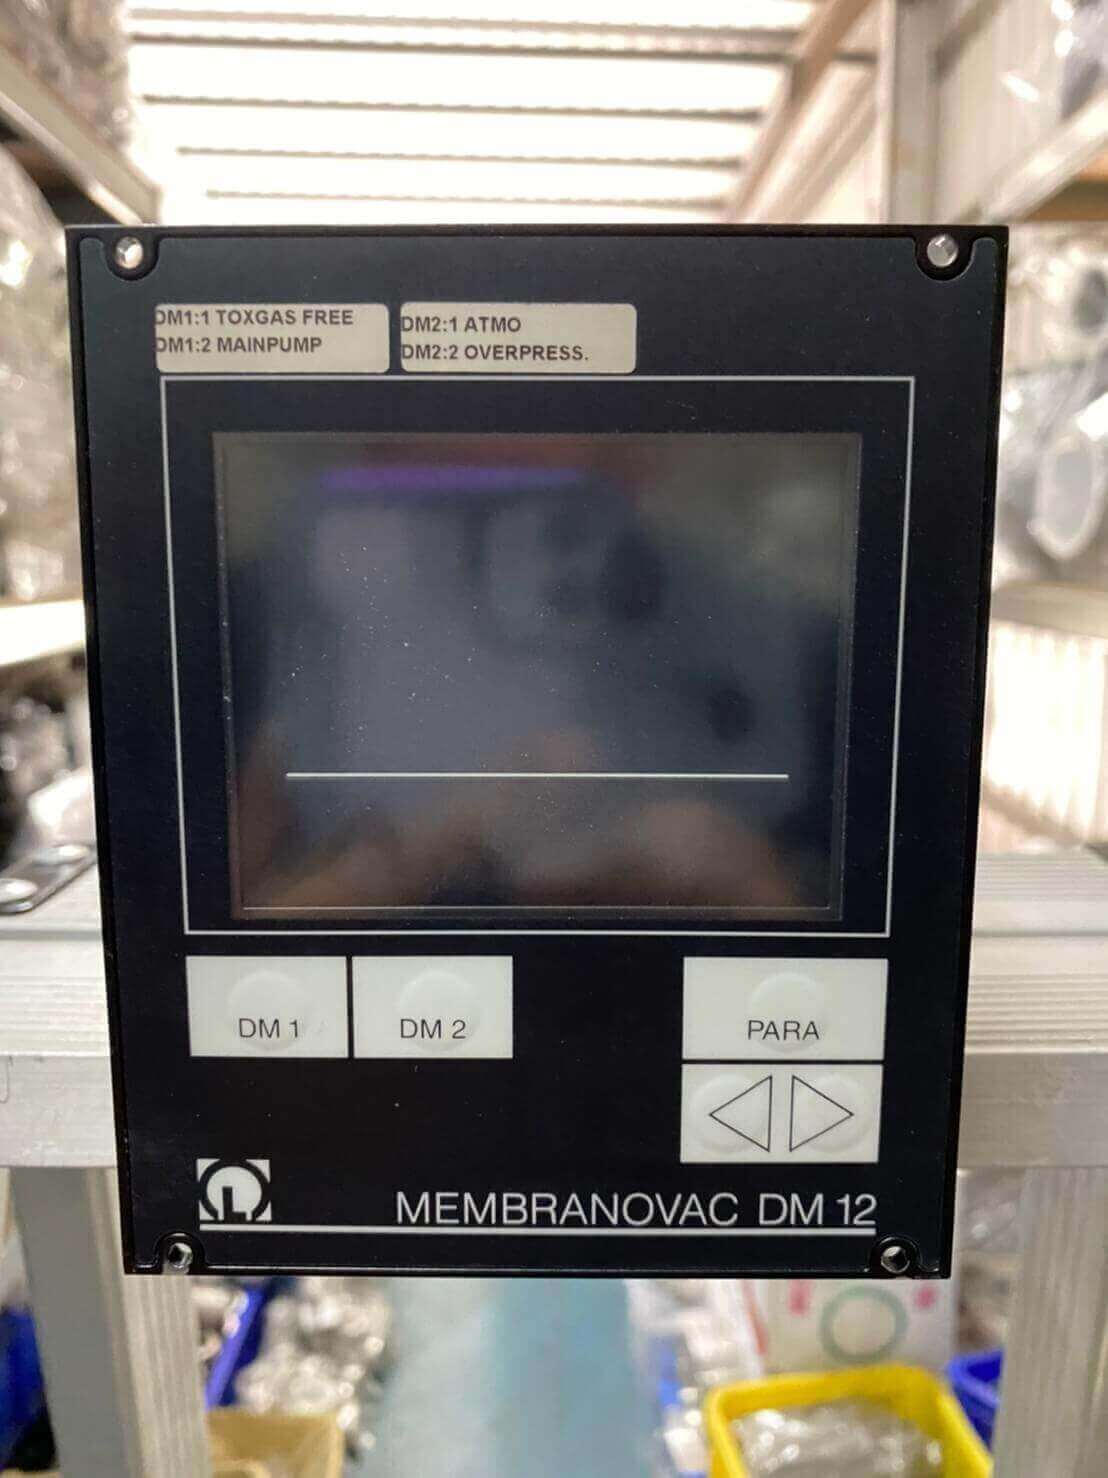 DM1:1 TOXGAS FREE
DM1:2 MAINPUMP
DM2:1 ATMO
DM2:2 OVERPRESS.
DM 1
DM 2
PARA
L
MEMBRANOVAC DM 12